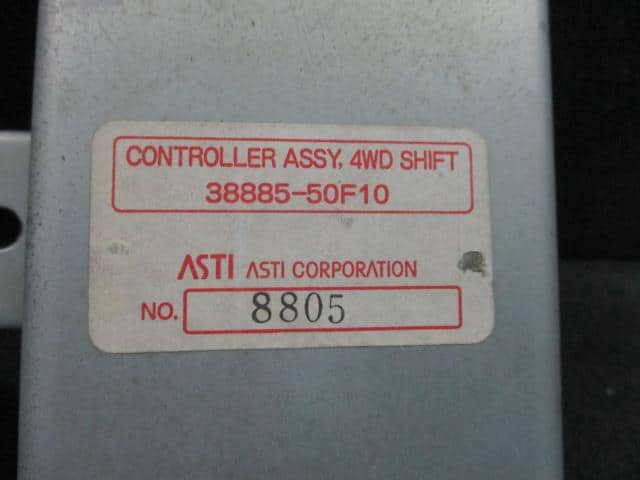 CONTROLLER ASSY, 4WD SHIFT
38885-50F10
ASTI ASTI CORPORATION
NO. 8805